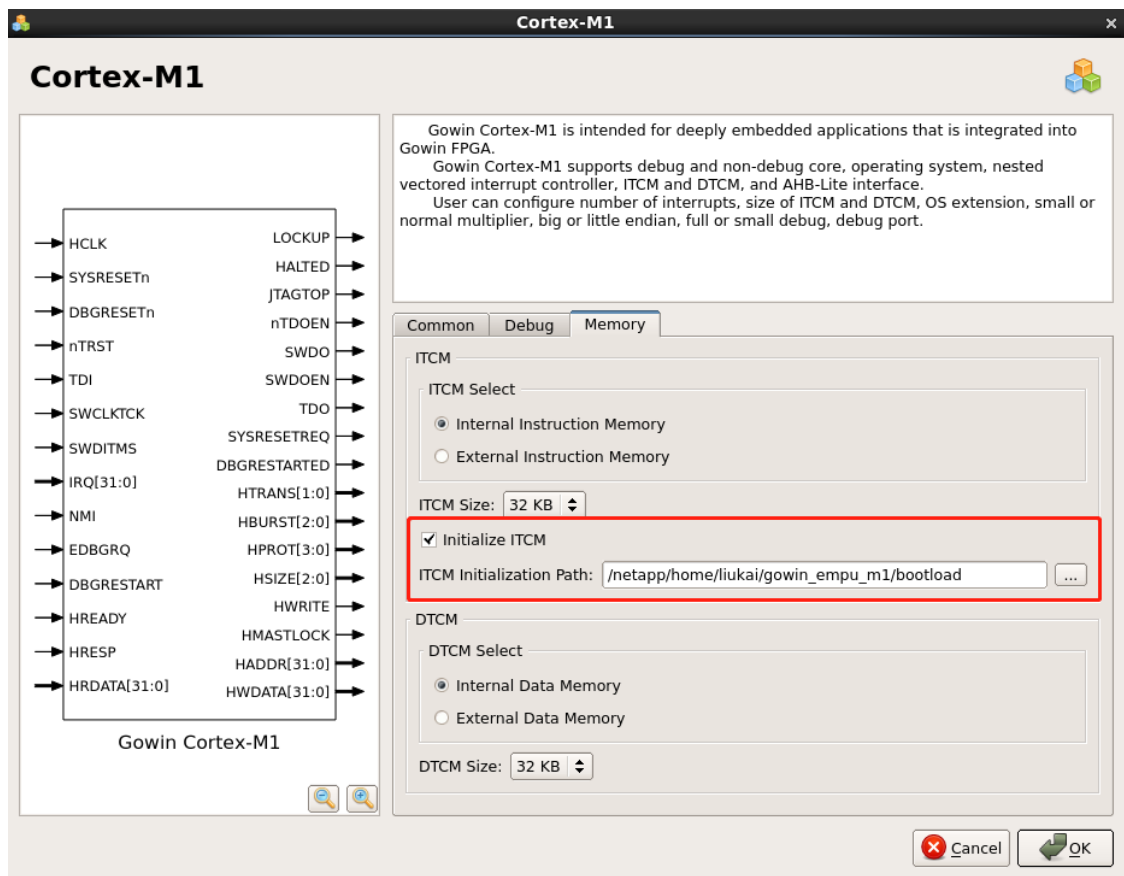 Cortex-M1
Cortex-M1
Gowin Cortex-M1 is intended for deeply embedded applications that is integrated into
Gowin FPGA.
Gowin Cortex-M1 supports debug and non-debug core, operating system, nested
vectored interrupt controller, ITCM and DTCM, and AHB-Lite interface.
User can configure number of interrupts, size of ITCM and DTCM, OS extension, small or
normal multiplier, big or little endian, full or small debug, debug port.
HCLK
SYSRESETn
DBGRESETn
nTRST
TDI
SWCLKTCK
SWDITMS
IRQ[31:0]
NMI
EDBGRQ
DBGRESTART
HREADY
HRESP
HRDATA[31:0]
LOCKUP
HALTED
JTAGTOP
nTDOEN
SWDO
SWDOEN
TDO
SYSRESETREQ
DBGRESTARTED
HTRANS[1:0]
HBURST[2:0]
HPROT[3:0]
HSIZE[2:0]
HWRITE
HMASTLOCK
HADDR[31:0]
HWDATA[31:0]
Gowin Cortex-M1
Common Debug Memory
ITCM
ITCM Select
Internal Instruction Memory
External Instruction Memory
ITCM Size: 32 KB
Initialize ITCM
ITCM Initialization Path: /netapp/home/liukai/gowin_empu_m1/bootload ...
DTCM
DTCM Select
Internal Data Memory
External Data Memory
DTCM Size: 32 KB
Cancel OK